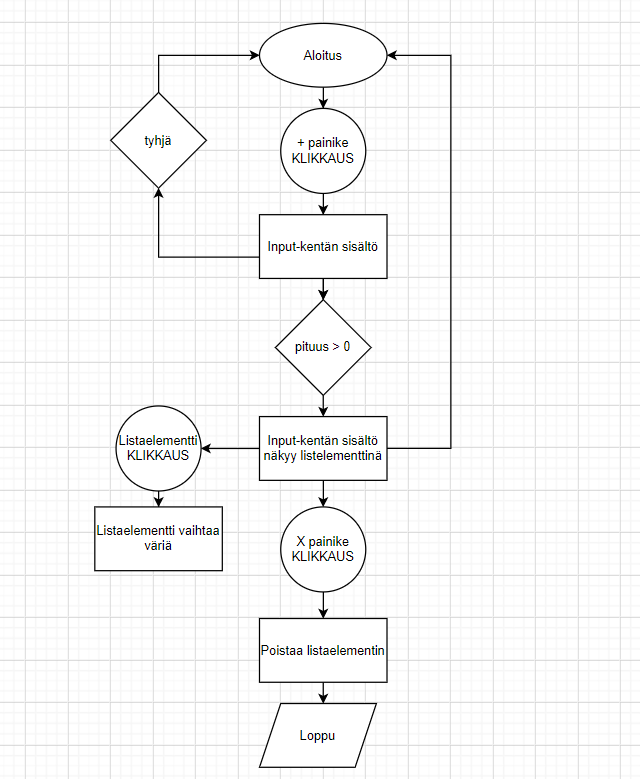 Aloitus
tyhjä
+ painike
KLIKKAUS
Input-kentän sisältö
pituus > 0
Listaelementti
KLIKKAUS
Input-kentän sisältö
näkyy listelementtinä
Listaelementti vaihtaa
väriä
X painike
KLIKKAUS
Poistaa listaelementin
Loppu